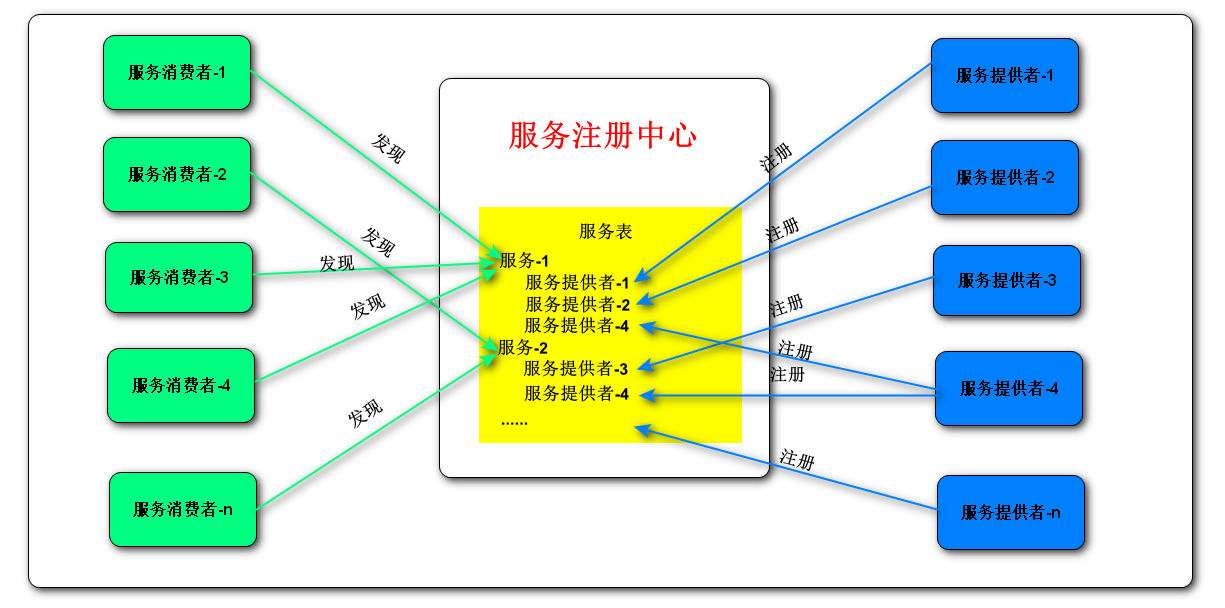 服务消费者-1
服务消费者-2
服务消费者-3
服务消费者-4
服务消费者-n
发现
发现
发现
发现
发现
服务注册中心
服务表
服务-1
服务提供者-1
服务提供者-2
服务提供者-4
服务-2
服务提供者-3
服务提供者-4
......
注册
注册
注册
注册
注册
注册
服务提供者-1
服务提供者-2
服务提供者-3
服务提供者-4
服务提供者-n